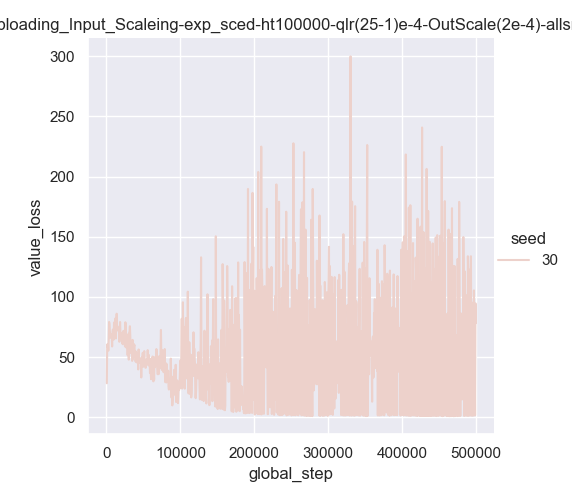 ploading_Input_Scaleing-exp_sced-ht100000-qlr(25-1)e-4-OutScale(2e-4)-alls
300
250
200
150
100
50
0
value_loss
0 100000 200000 300000 400000 500000
global_step
seed
30